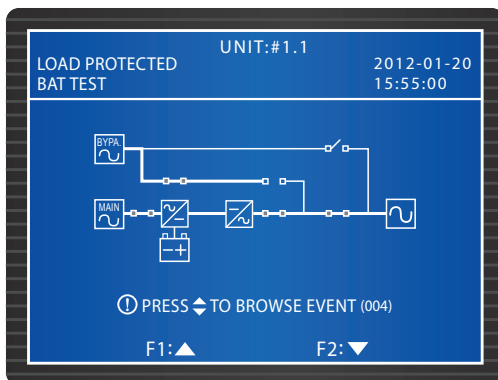 UNIT:#1.1
LOAD PROTECTED 2012-01-20
BAT TEST 15:55:00
BYPA.
MAIN
PRESS TO BROWSE EVENT (004)
F1: F2: